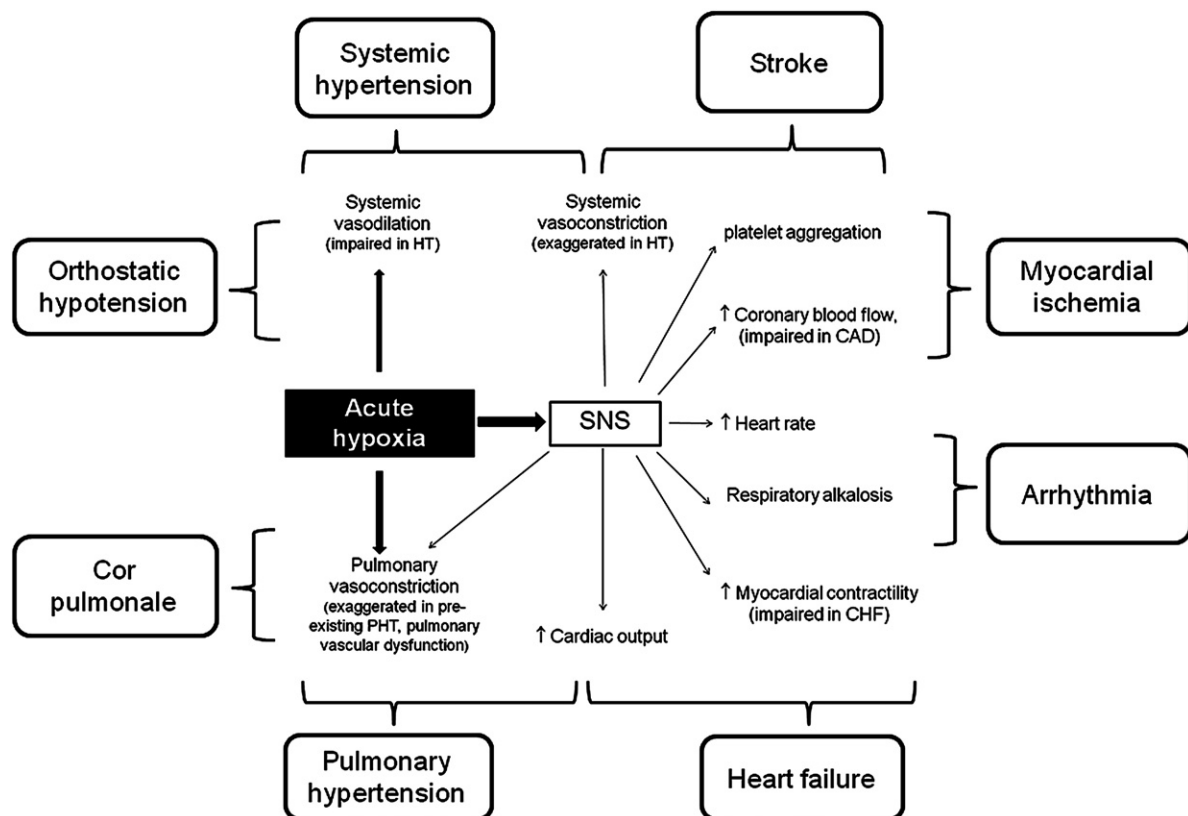 Systemic
hypertension
Stroke
Systemic
vasodilation
(impaired in HT)
Systemic
vasoconstriction
(exaggerated in HT)
platelet aggregation
Orthostatic
hypotension
Myocardial
ischemia
↑ Coronary blood flow,
(impaired in CAD)
Acute
hypoxia
SNS
↑ Heart rate
Respiratory alkalosis
Arrhythmia
Cor
pulmonale
Pulmonary
vasoconstriction
(exaggerated in pre-
existing PHT, pulmonary
vascular dysfunction)
↑ Cardiac output
↑ Myocardial contractility
(impaired in CHF)
Pulmonary
hypertension
Heart failure